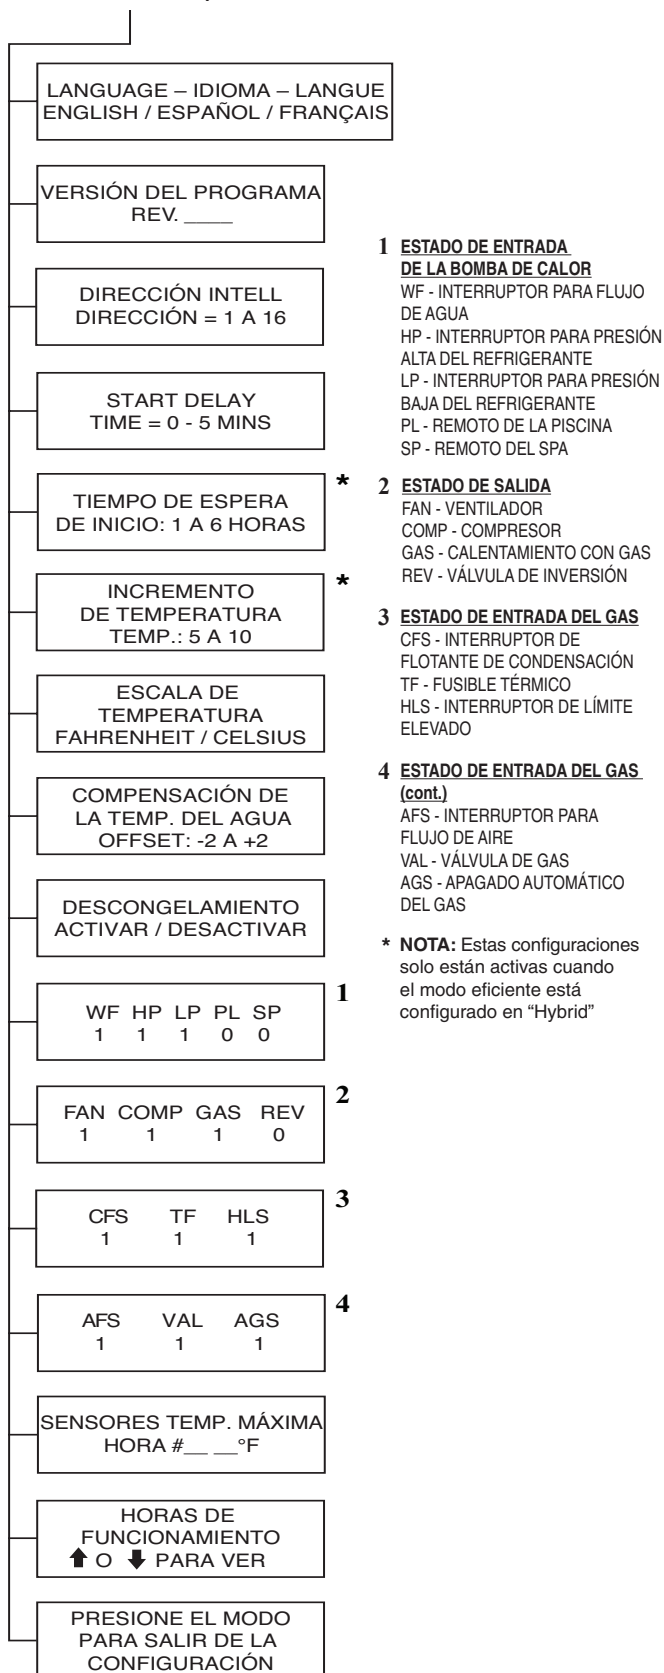 LANGUAGE – IDIOMA – LANGUE
ENGLISH / ESPAÑOL / FRANÇAIS
VERSIÓN DEL PROGRAMA
REV. ____
DIRECCIÓN INTELL
DIRECCIÓN = 1 A 16
START DELAY
TIME = 0 - 5 MINS
TIEMPO DE ESPERA
DE INICIO: 1 A 6 HORAS
*
INCREMENTO
DE TEMPERATURA
TEMP.: 5 A 10
*
ESCALA DE
TEMPERATURA
FAHRENHEIT / CELSIUS
COMPENSACIÓN DE
LA TEMP. DEL AGUA
OFFSET: -2 A +2
DESCONGELAMIENTO
ACTIVAR / DESACTIVAR
WF HP LP PL SP
1 1 1 0 0
1
FAN COMP GAS REV
1 1 1 0
2
CFS TF HLS
1 1 1
3
AFS VAL AGS
1 1 1
4
SENSORES TEMP. MÁXIMA
HORA #__ __°F
HORAS DE
FUNCIONAMIENTO
⬆ O ⬇ PARA VER
PRESIONE EL MODO
PARA SALIR DE LA
CONFIGURACIÓN
1 ESTADO DE ENTRADA
DE LA BOMBA DE CALOR
WF - INTERRUPTOR PARA FLUJO
DE AGUA
HP - INTERRUPTOR PARA PRESIÓN
ALTA DEL REFRIGERANTE
LP - INTERRUPTOR PARA PRESIÓN
BAJA DEL REFRIGERANTE
PL - REMOTO DE LA PISCINA
SP - REMOTO DEL SPA
2 ESTADO DE SALIDA
FAN - VENTILADOR
COMP - COMPRESOR
GAS - CALENTAMIENTO CON GAS
REV - VÁLVULA DE INVERSIÓN
3 ESTADO DE ENTRADA DEL GAS
CFS - INTERRUPTOR DE
FLOTANTE DE CONDENSACIÓN
TF - FUSIBLE TÉRMICO
HLS - INTERRUPTOR DE LÍMITE
ELEVADO
4 ESTADO DE ENTRADA DEL GAS
(cont.)
AFS - INTERRUPTOR PARA
FLUJO DE AIRE
VAL - VÁLVULA DE GAS
AGS - APAGADO AUTOMÁTICO
DEL GAS
* NOTA: Estas configuraciones
solo están activas cuando
el modo eficiente está
configurado en “Hybrid”